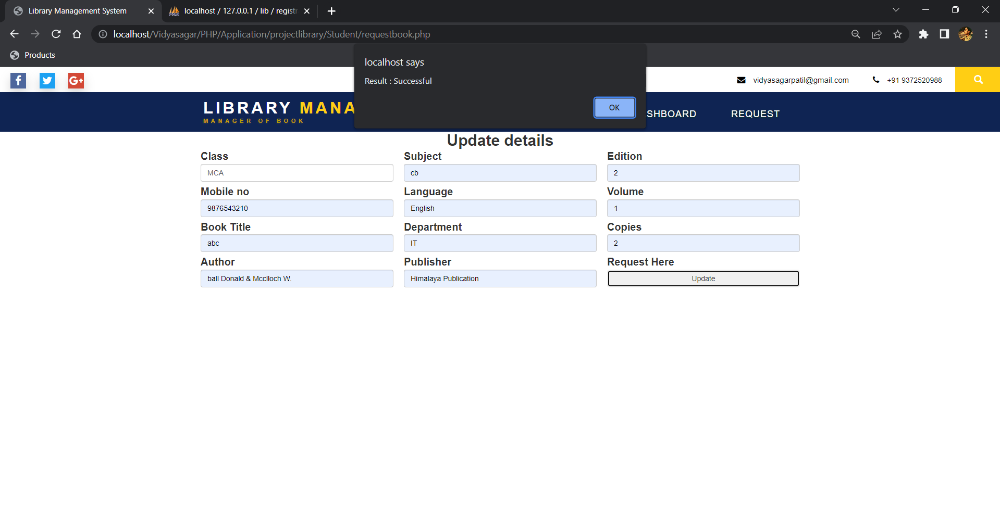 Library Management System
localhost / 127.0.0.1 / lib / regist
localhost/Vidyasagar/PHP/Application/projectlibrary/Student/requestbook.php
Products
localhost says
Result : Successful
OK
vidyasagarpatil@gmail.com +91 9372520988
LIBRARY MANA
MANAGER OF BOOK
SHBOARD REQUEST
Update details
Class Subject Edition
MCA cb 2
Mobile no Language Volume
9876543210 English 1
Book Title Department Copies
abc IT 2
Author Publisher Request Here
ball Donald & Mcclloch W. Himalaya Publication Update